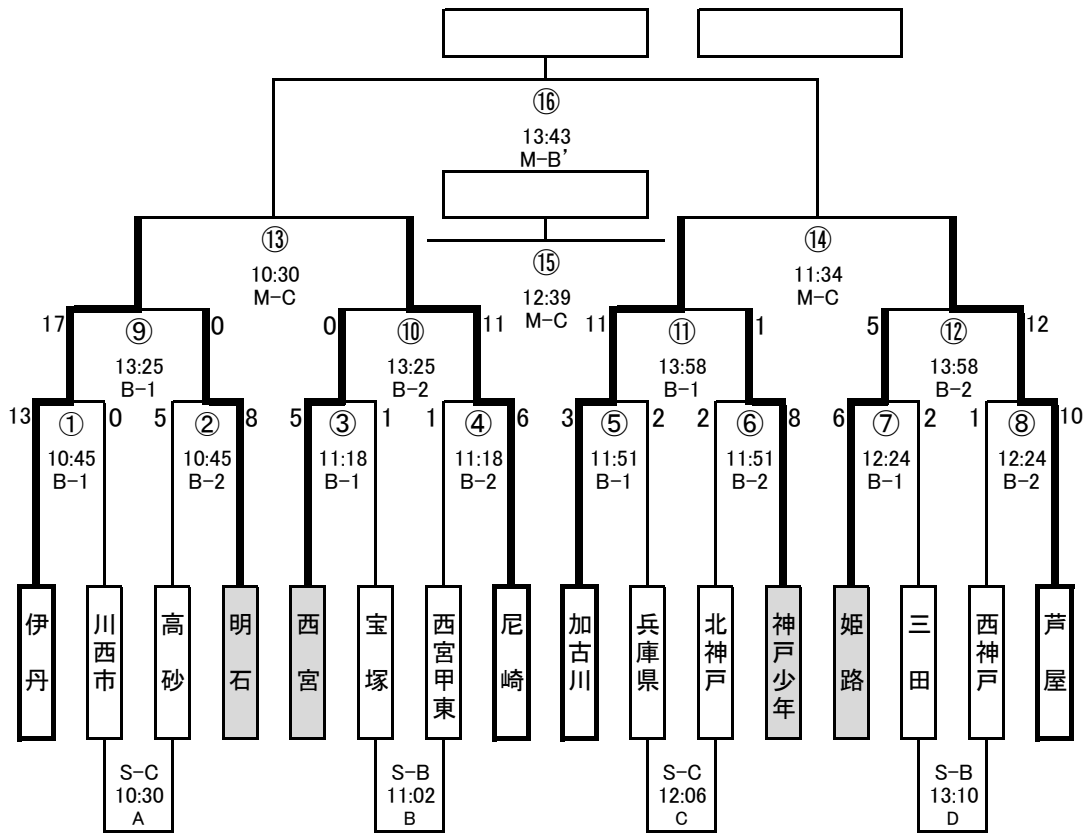 ⑯
13:43
M-B’
⑬
10:30
M-C
⑮
12:39
M-C
⑭
11:34
M-C
17
⑨
0
13:25
B-1
0
⑩
11
13:25
B-2
11
⑪
1
13:58
B-1
5
⑫
12
13:58
B-2
13
①
0
10:45
B-1
5
②
8
10:45
B-2
5
③
1
11:18
B-1
1
④
6
11:18
B-2
3
⑤
2
11:51
B-1
2
⑥
8
11:51
B-2
6
⑦
2
12:24
B-1
1
⑧
10
12:24
B-2
伊丹
川西市
高砂
明石
西宮
宝塚
西宮甲東
尼崎
加古川
兵庫県
北神戸
神戸少年
姫路
三田
西神戸
芦屋
S-C
10:30
A
S-B
11:02
B
S-C
12:06
C
S-B
13:10
D